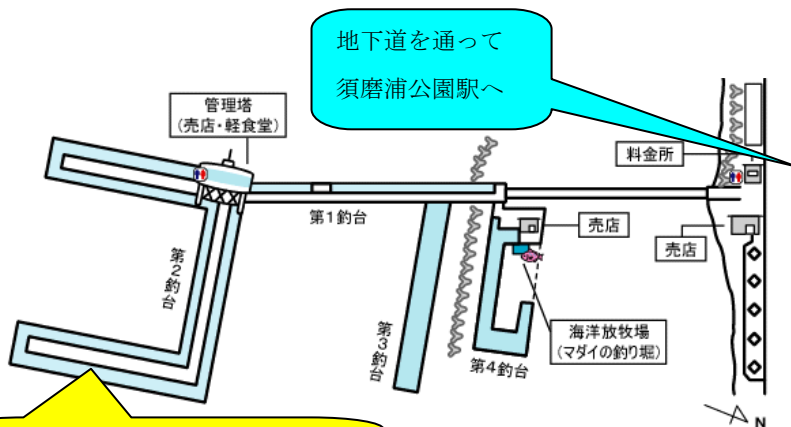 地下道を通って
須磨浦公園駅へ
管理塔
(売店・軽食堂)
料金所
第1釣台
売店
売店
第2釣台
第3釣台
第4釣台
海洋放牧場
(マダイの釣り堀)
N